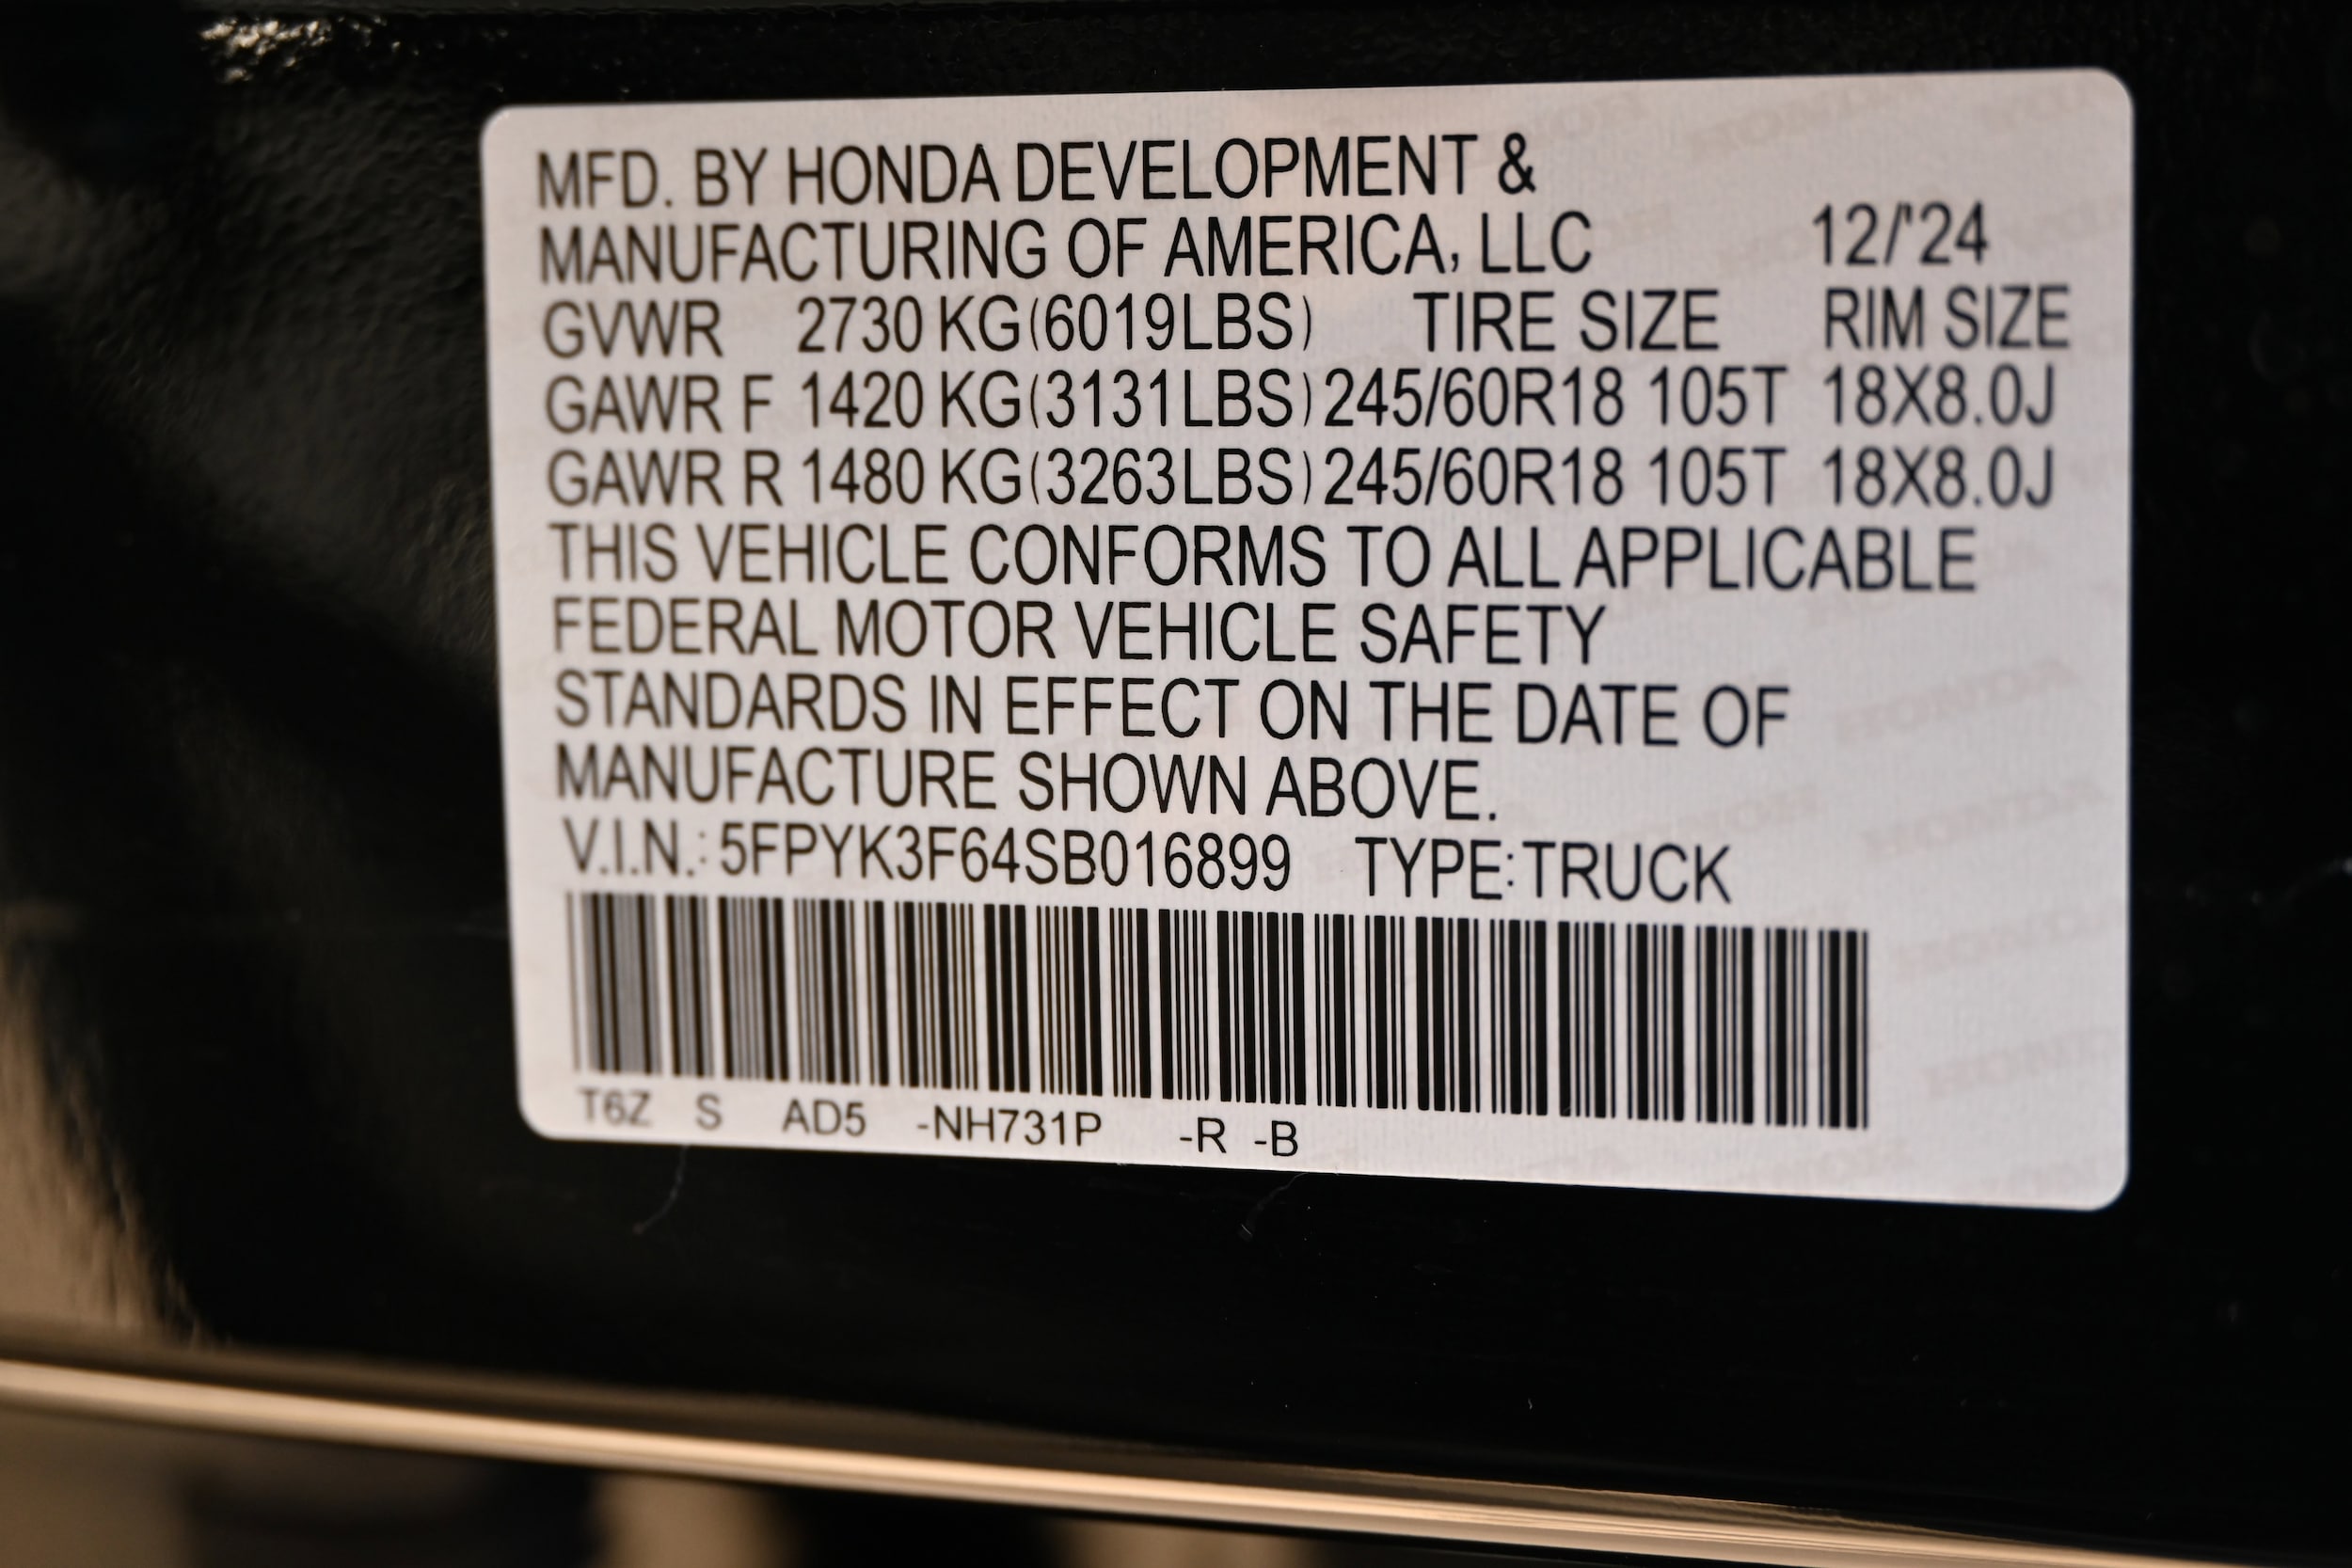 MFD. BY HONDA DEVELOPMENT &
MANUFACTURING OF AMERICA, LLC 12/'24
GVWR 2730 KG(6019LBS) TIRE SIZE RIM SIZE
GAWR F 1420 KG(3131LBS) 245/60R18 105T 18X8.0J
GAWR R 1480 KG(3263LBS) 245/60R18 105T 18X8.0J
THIS VEHICLE CONFORMS TO ALL APPLICABLE
FEDERAL MOTOR VEHICLE SAFETY
STANDARDS IN EFFECT ON THE DATE OF
MANUFACTURE SHOWN ABOVE.
V.I.N.: 5FPYK3F64SB016899 TYPE:TRUCK
T6Z S AD5 -NH731P -R -B